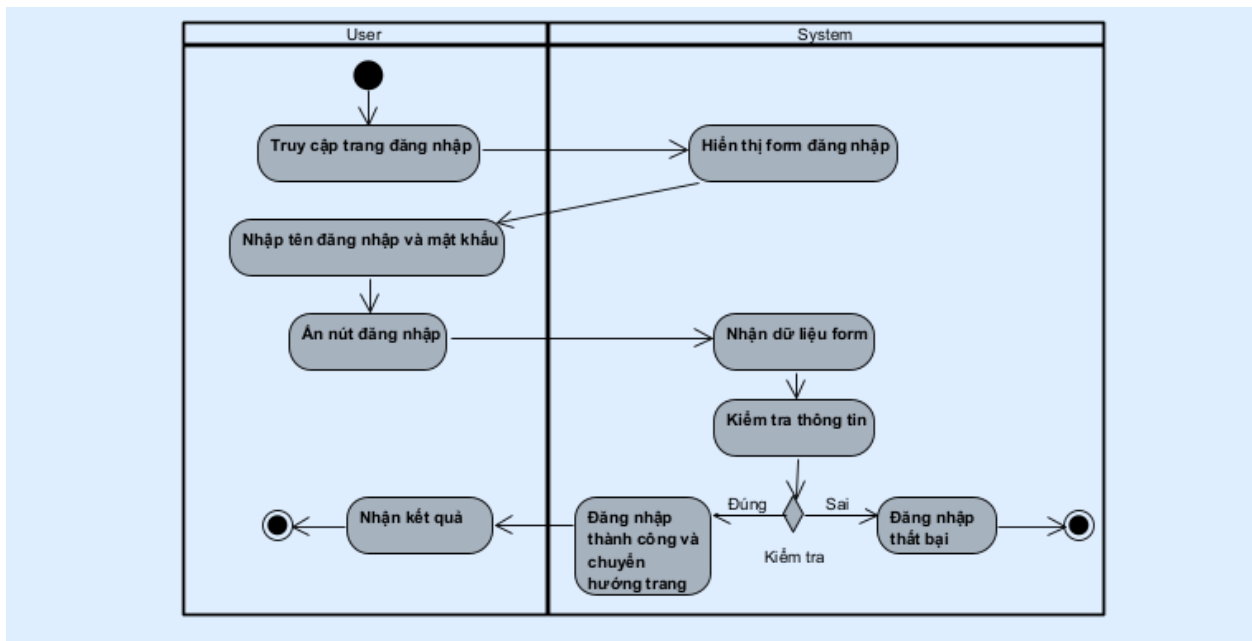 User
System
Truy cập trang đăng nhập
Hiển thị form đăng nhập
Nhập tên đăng nhập và mật khẩu
Ấn nút đăng nhập
Nhận dữ liệu form
Kiểm tra thông tin
Đúng
Sai
Nhận kết quả
Đăng nhập
thành công và
chuyển
hướng trang
Kiểm tra
Đăng nhập
thất bại